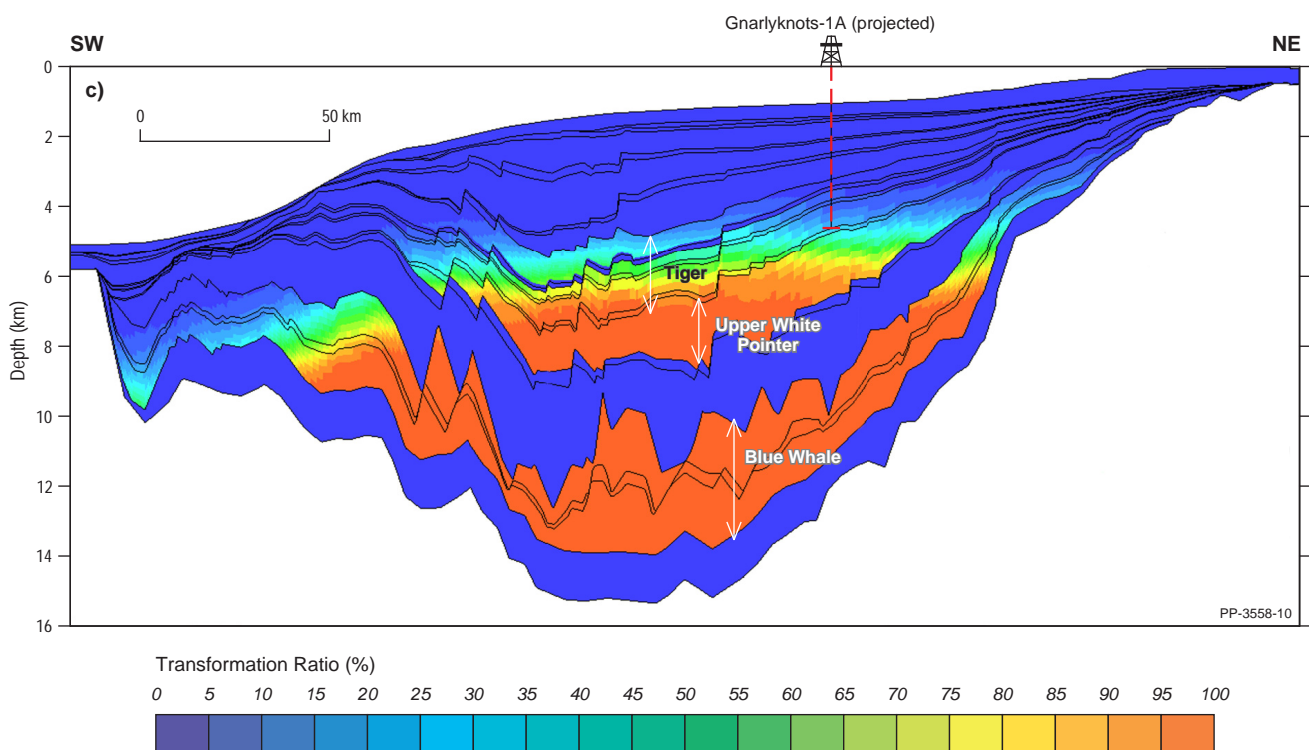 Gnarlyknots-1A (projected)
SW
NE
c)
0 50 km
0
2
4
6
8
10
12
14
16
Depth (km)
Tiger
Upper White
Pointer
Blue Whale
PP-3558-10
Transformation Ratio (%)
0 5 10 15 20 25 30 35 40 45 50 55 60 65 70 75 80 85 90 95 100